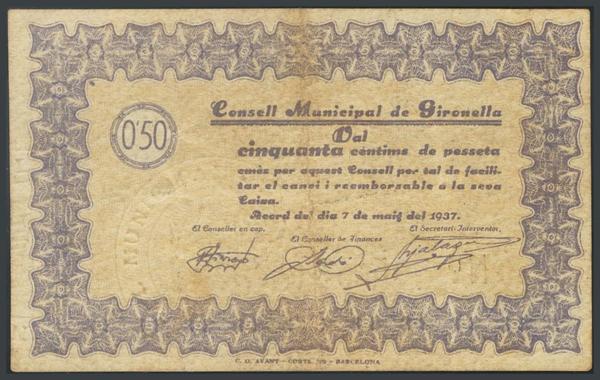 Consell Municipal de Gironella
0'50
Val
cinquanta cèntims de pesseta
emès per aquest Consell per tal de facili-
tar el canvi i reemborsable a la seva
Caixa.
Acord de dia 7 de maig del 1937.
El Conseller en cap, El Conseller de Finances El Secretari-Interventor,
C. O. AVANT - CORTS, - BARCELONA